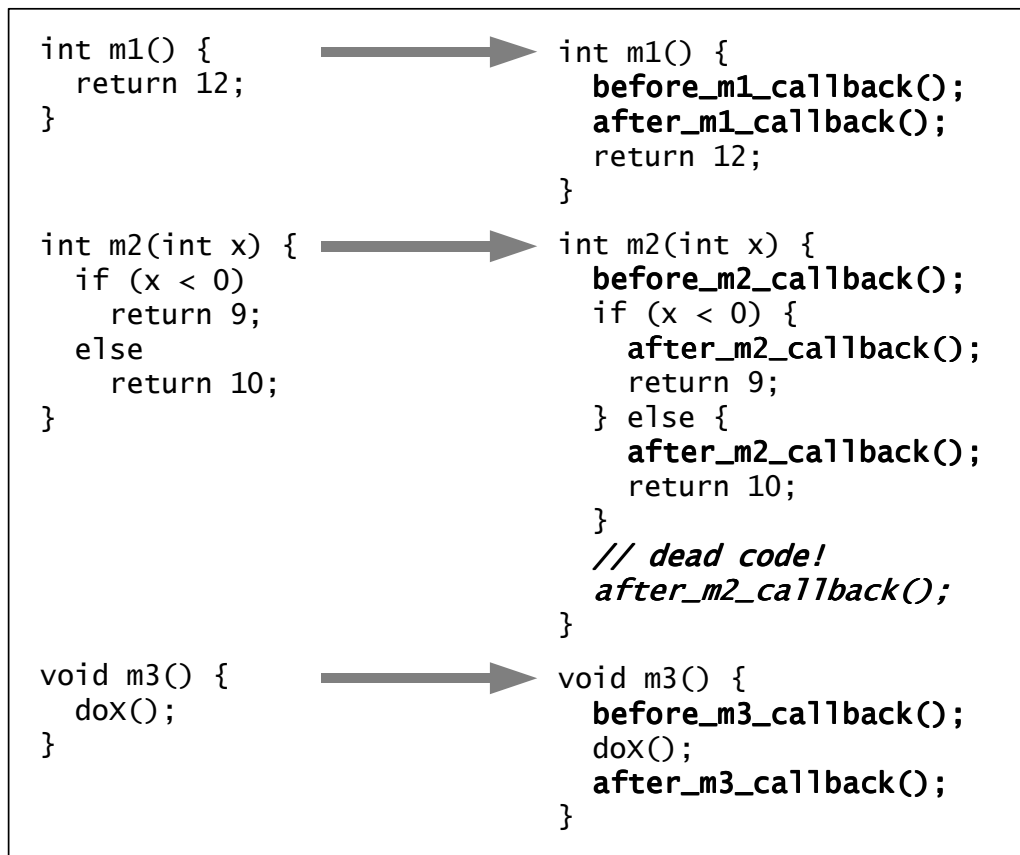 int m1() {
  return 12;
}
int m1() {
  before_m1_callback();
  after_m1_callback();
  return 12;
}
int m2(int x) {
  if (x < 0)
    return 9;
  else
    return 10;
}
int m2(int x) {
  before_m2_callback();
  if (x < 0) {
    after_m2_callback();
    return 9;
  } else {
    after_m2_callback();
    return 10;
  }
  // dead code!
  after_m2_callback();
}
void m3() {
  doX();
}
void m3() {
  before_m3_callback();
  doX();
  after_m3_callback();
}